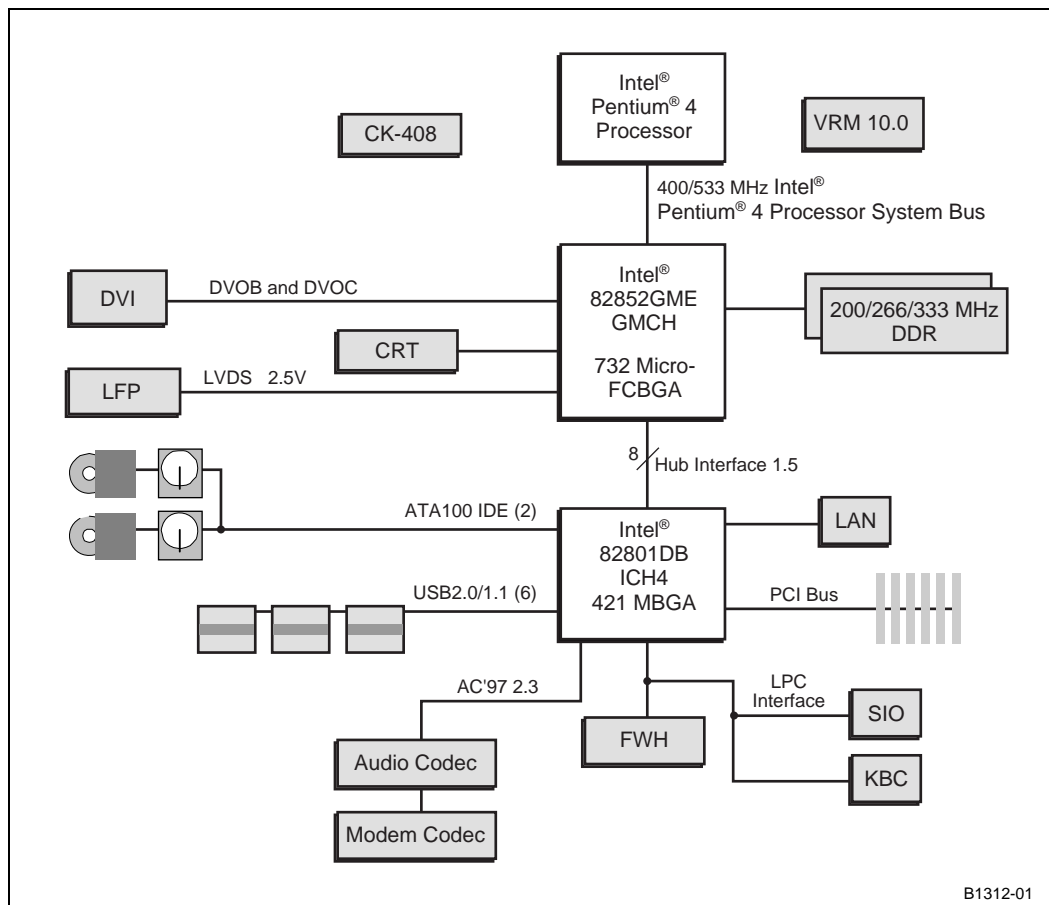 Intel®
Pentium® 4
Processor
CK-408
VRM 10.0
400/533 MHz Intel®
Pentium® 4 Processor System Bus
DVI
DVOB and DVOC
Intel®
82852GME
GMCH
732 Micro-
FCBGA
200/266/333 MHz
DDR
CRT
LFP
LVDS 2.5V
8
Hub Interface 1.5
ATA100 IDE (2)
Intel®
82801DB
ICH4
421 MBGA
LAN
USB2.0/1.1 (6)
PCI Bus
AC'97 2.3
LPC
Interface
SIO
FWH
Audio Codec
KBC
Modem Codec
B1312-01